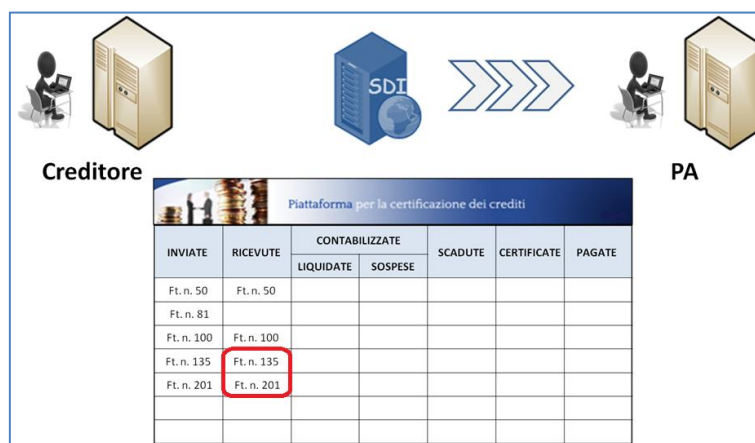 SDI
Creditore
PA
Piattaforma per la certificazione dei crediti
INVIATE RICEVUTE CONTABILIZZATE SCADUTE CERTIFICATE PAGATE
LIQUIDATE SOSPESE
Ft. n. 50 Ft. n. 50
Ft. n. 81
Ft. n. 100 Ft. n. 100
Ft. n. 135 Ft. n. 135
Ft. n. 201 Ft. n. 201